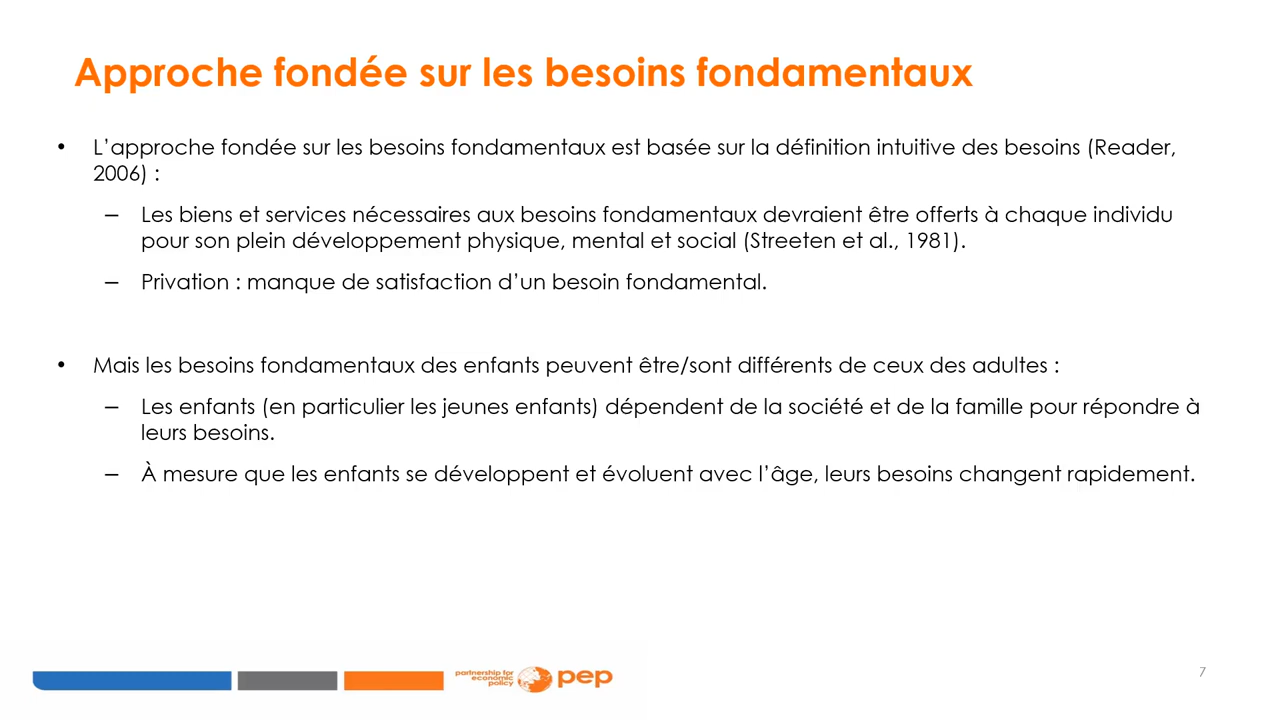 Approche fondée sur les besoins fondamentaux
• L’approche fondée sur les besoins fondamentaux est basée sur la définition intuitive des besoins (Reader,
2006) :
– Les biens et services nécessaires aux besoins fondamentaux devraient être offerts à chaque individu
pour son plein développement physique, mental et social (Streeten et al., 1981).
– Privation : manque de satisfaction d’un besoin fondamental.
• Mais les besoins fondamentaux des enfants peuvent être/sont différents de ceux des adultes :
– Les enfants (en particulier les jeunes enfants) dépendent de la société et de la famille pour répondre à
leurs besoins.
– À mesure que les enfants se développent et évoluent avec l’âge, leurs besoins changent rapidement.
partnership for
economic
policy
pep
7